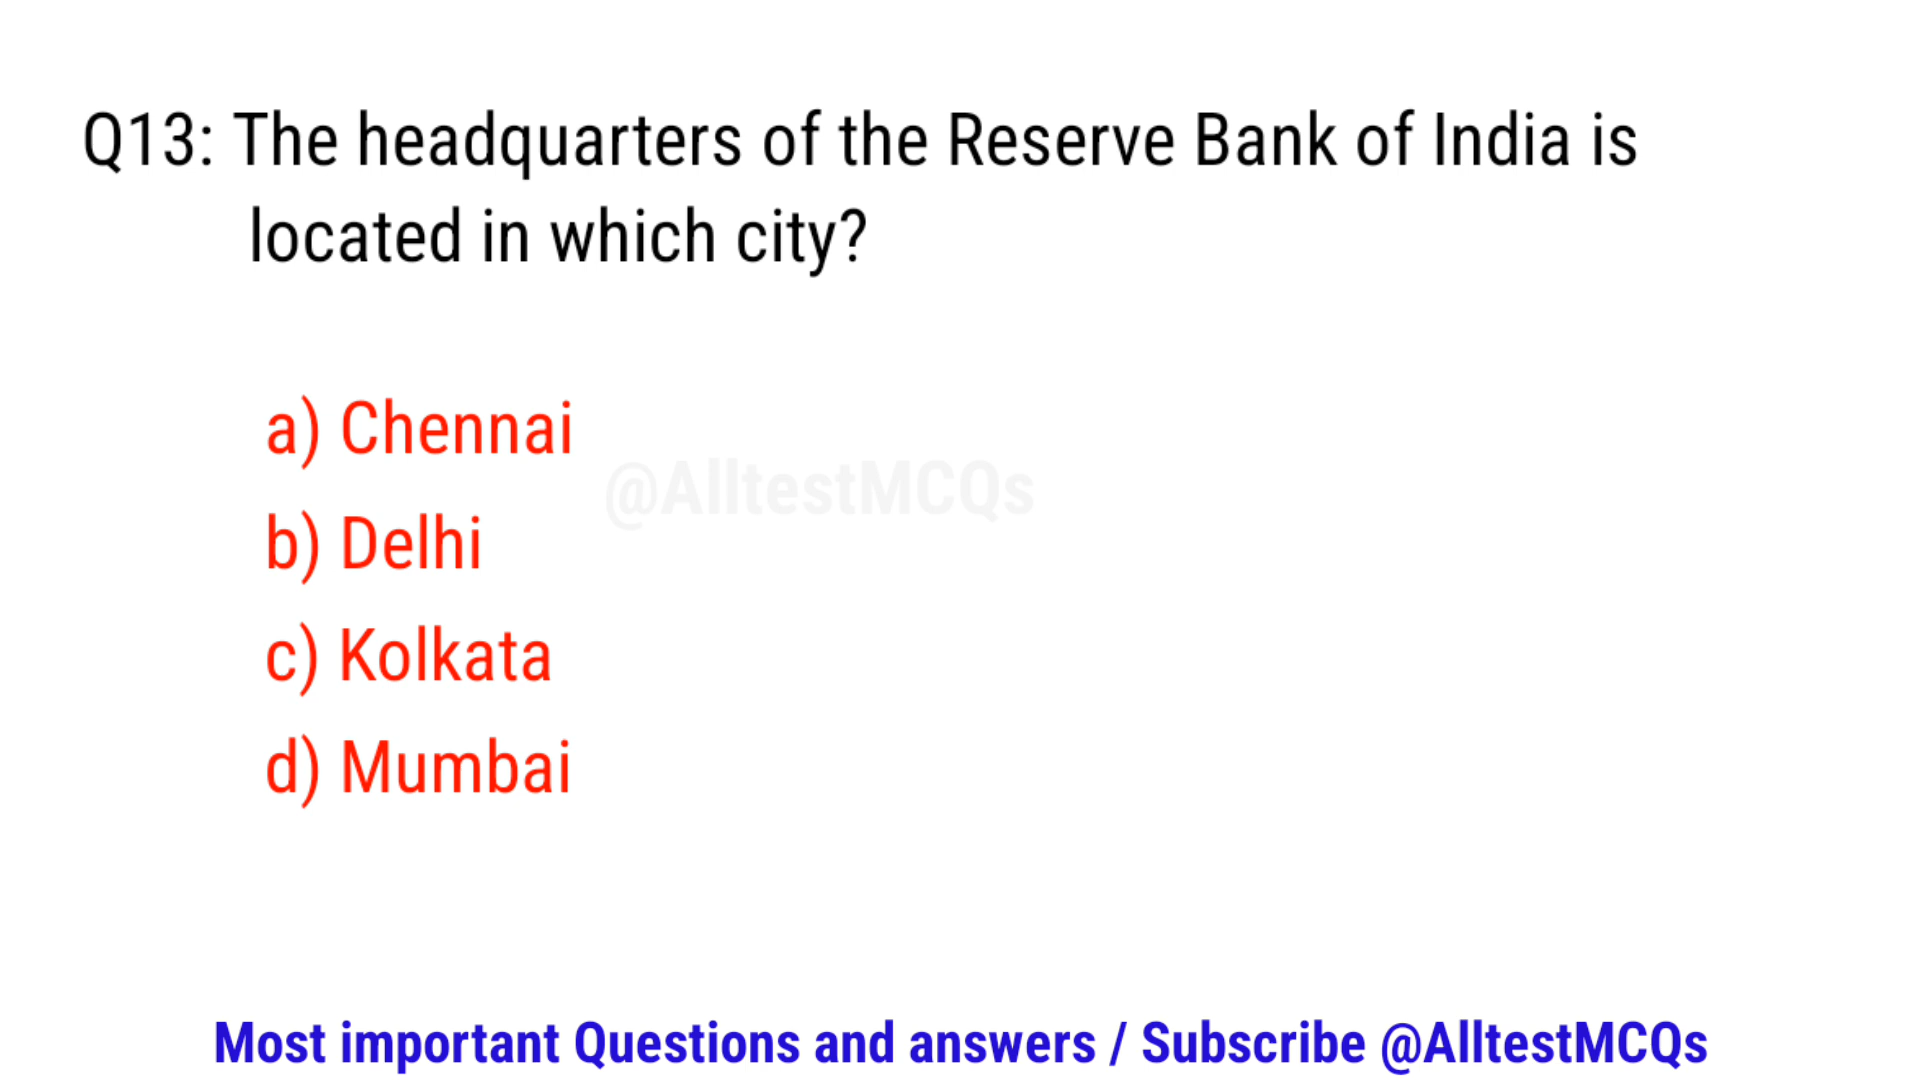 Q13: The headquarters of the Reserve Bank of India is
located in which city?
a) Chennai
@AlltestMCQs
b) Delhi
c) Kolkata
d) Mumbai
Most important Questions and answers / Subscribe @AlltestMCQs